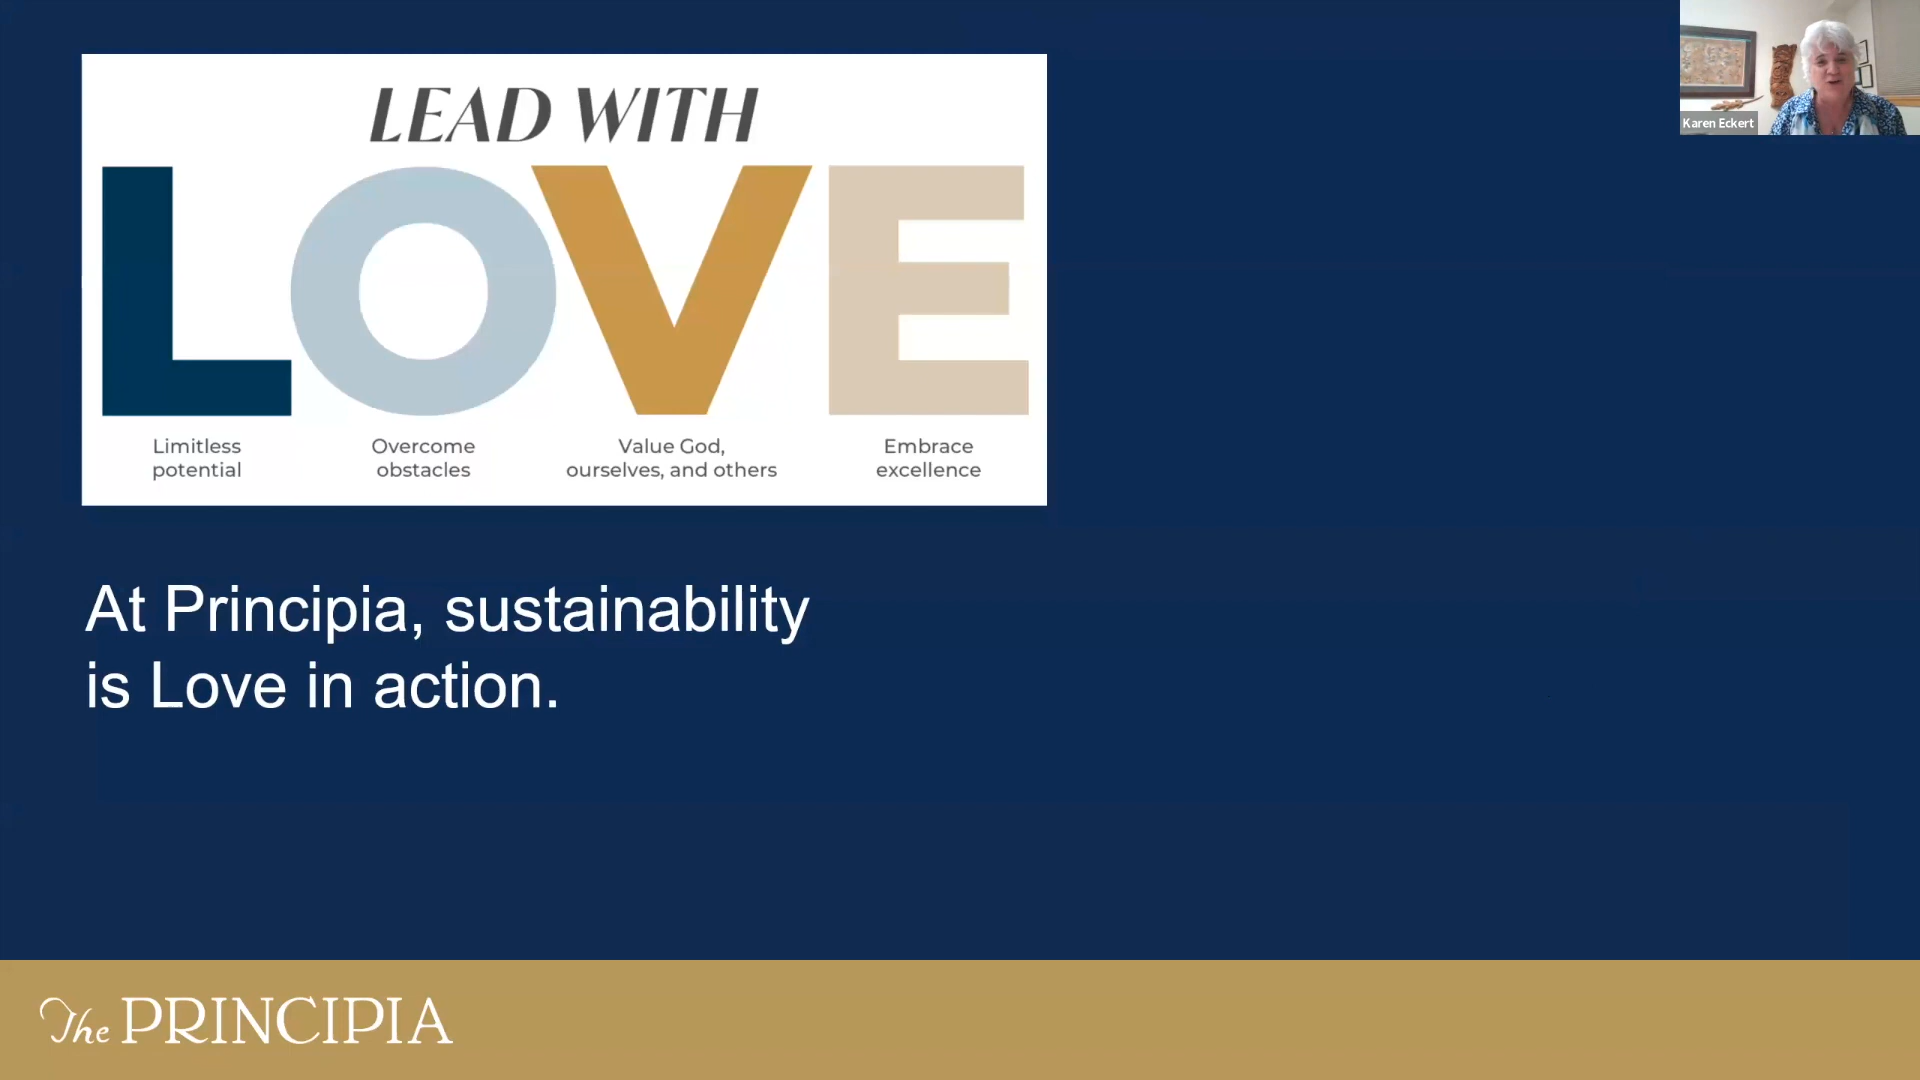 LEAD WITH
LOVE
Limitless potential
Overcome obstacles
Value God, ourselves, and others
Embrace excellence
At Principia, sustainability
is Love in action.
The PRINCIPIA
Karen Eckert